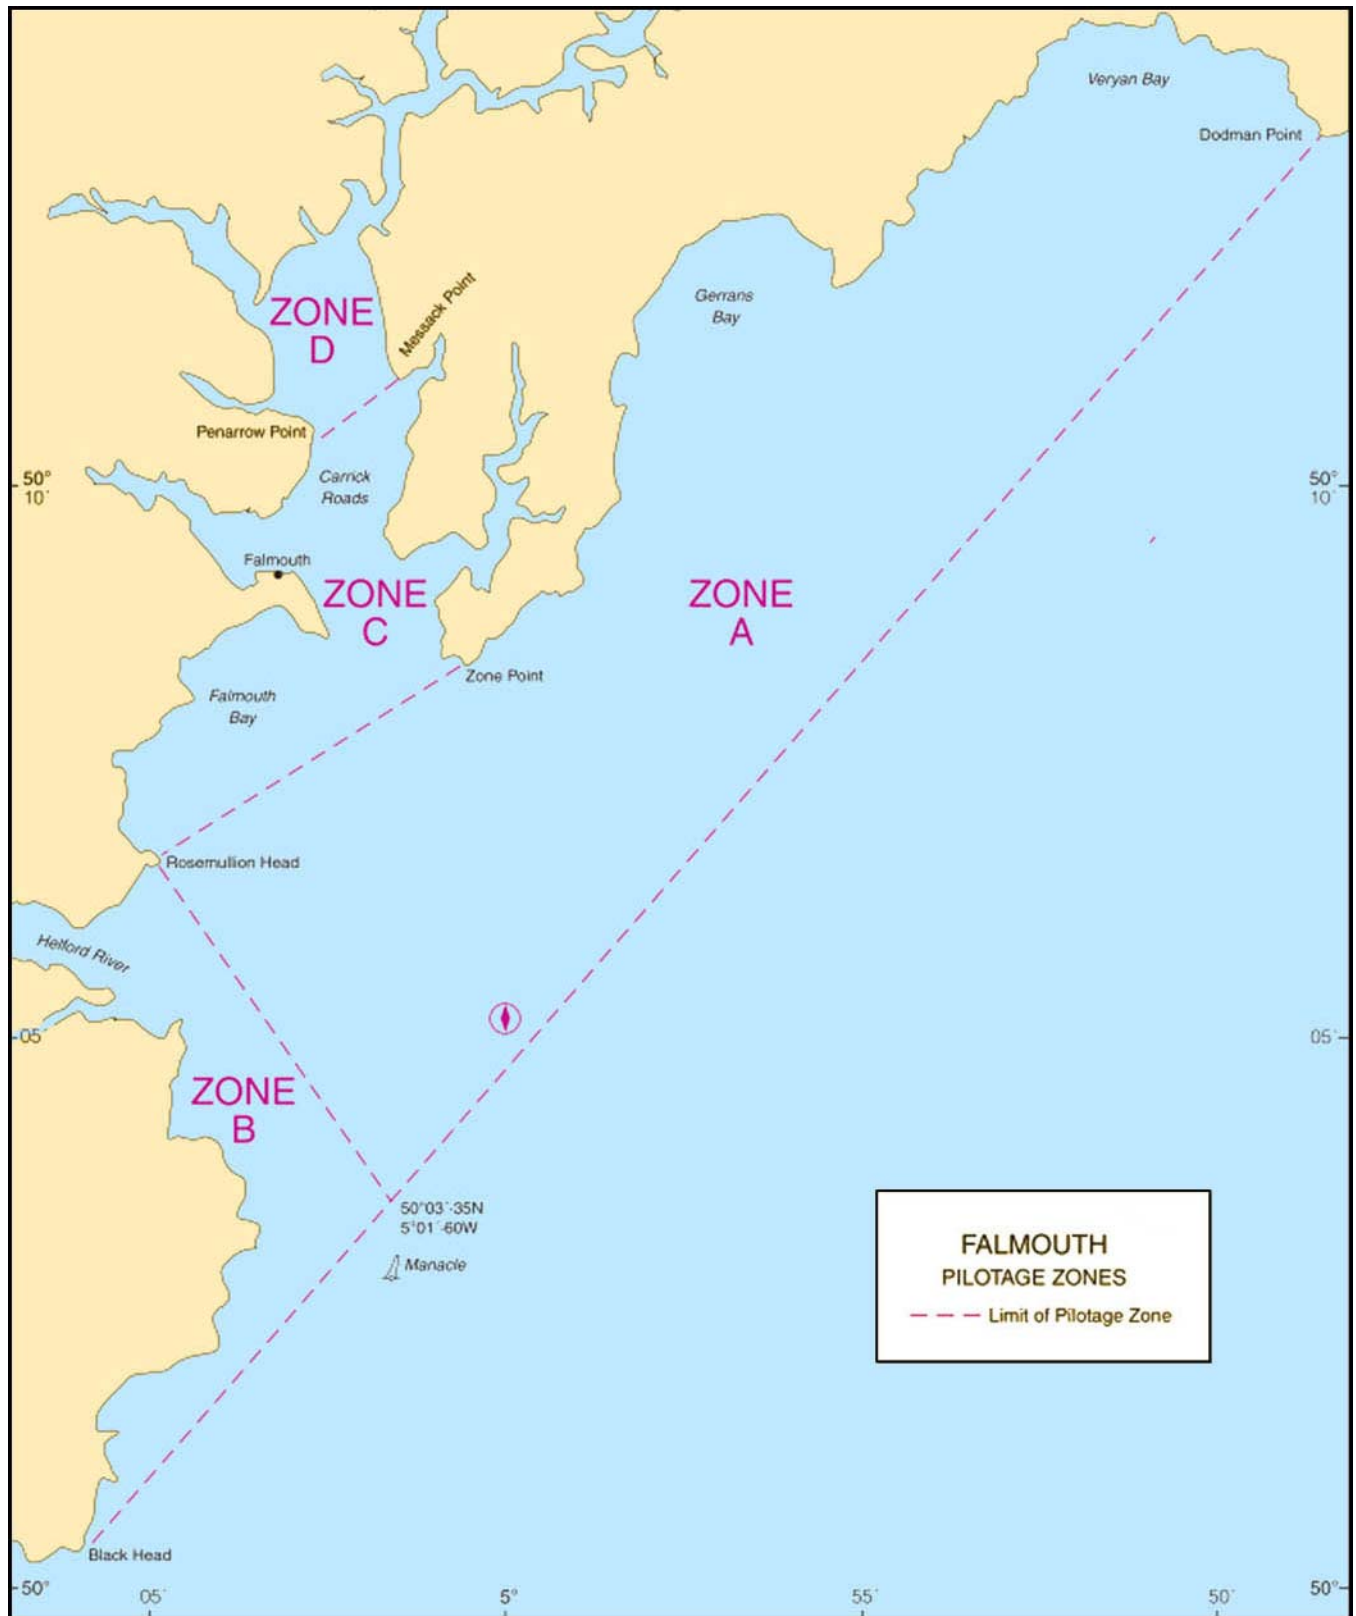 Veryan Bay
Dodman Point
ZONE
D
Messack Point
Gerrans
Bay
Penarrow Point
Carrick
Roads
50°
10´
50°
10´
Falmouth
ZONE
C
ZONE
A
Zone Point
Falmouth
Bay
Rosemullion Head
Helford River
05´
05´
ZONE
B
50°03´-35N
5°01´-60W
Manacle
FALMOUTH
PILOTAGE ZONES
Limit of Pilotage Zone
Black Head
50°
05´
5°
55´
50´
50°